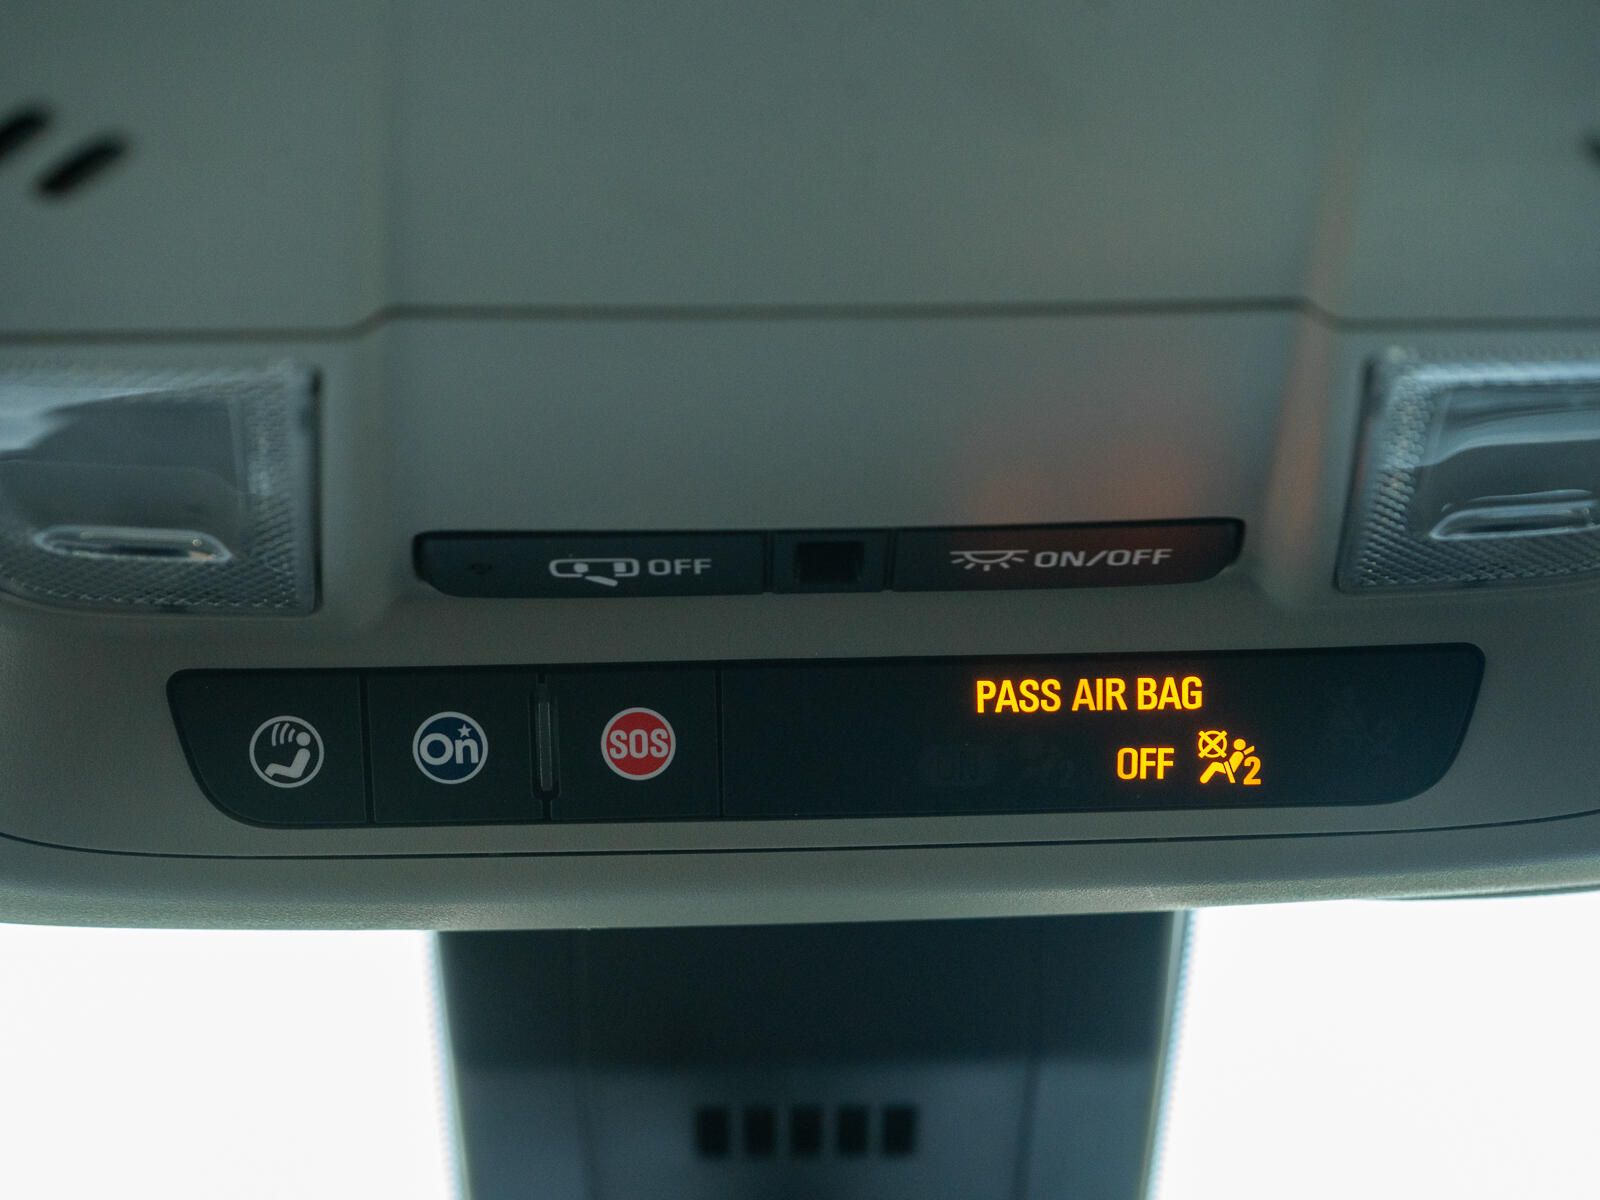 OFF
ON/OFF
On
SOS
PASS AIR BAG
OFF 2